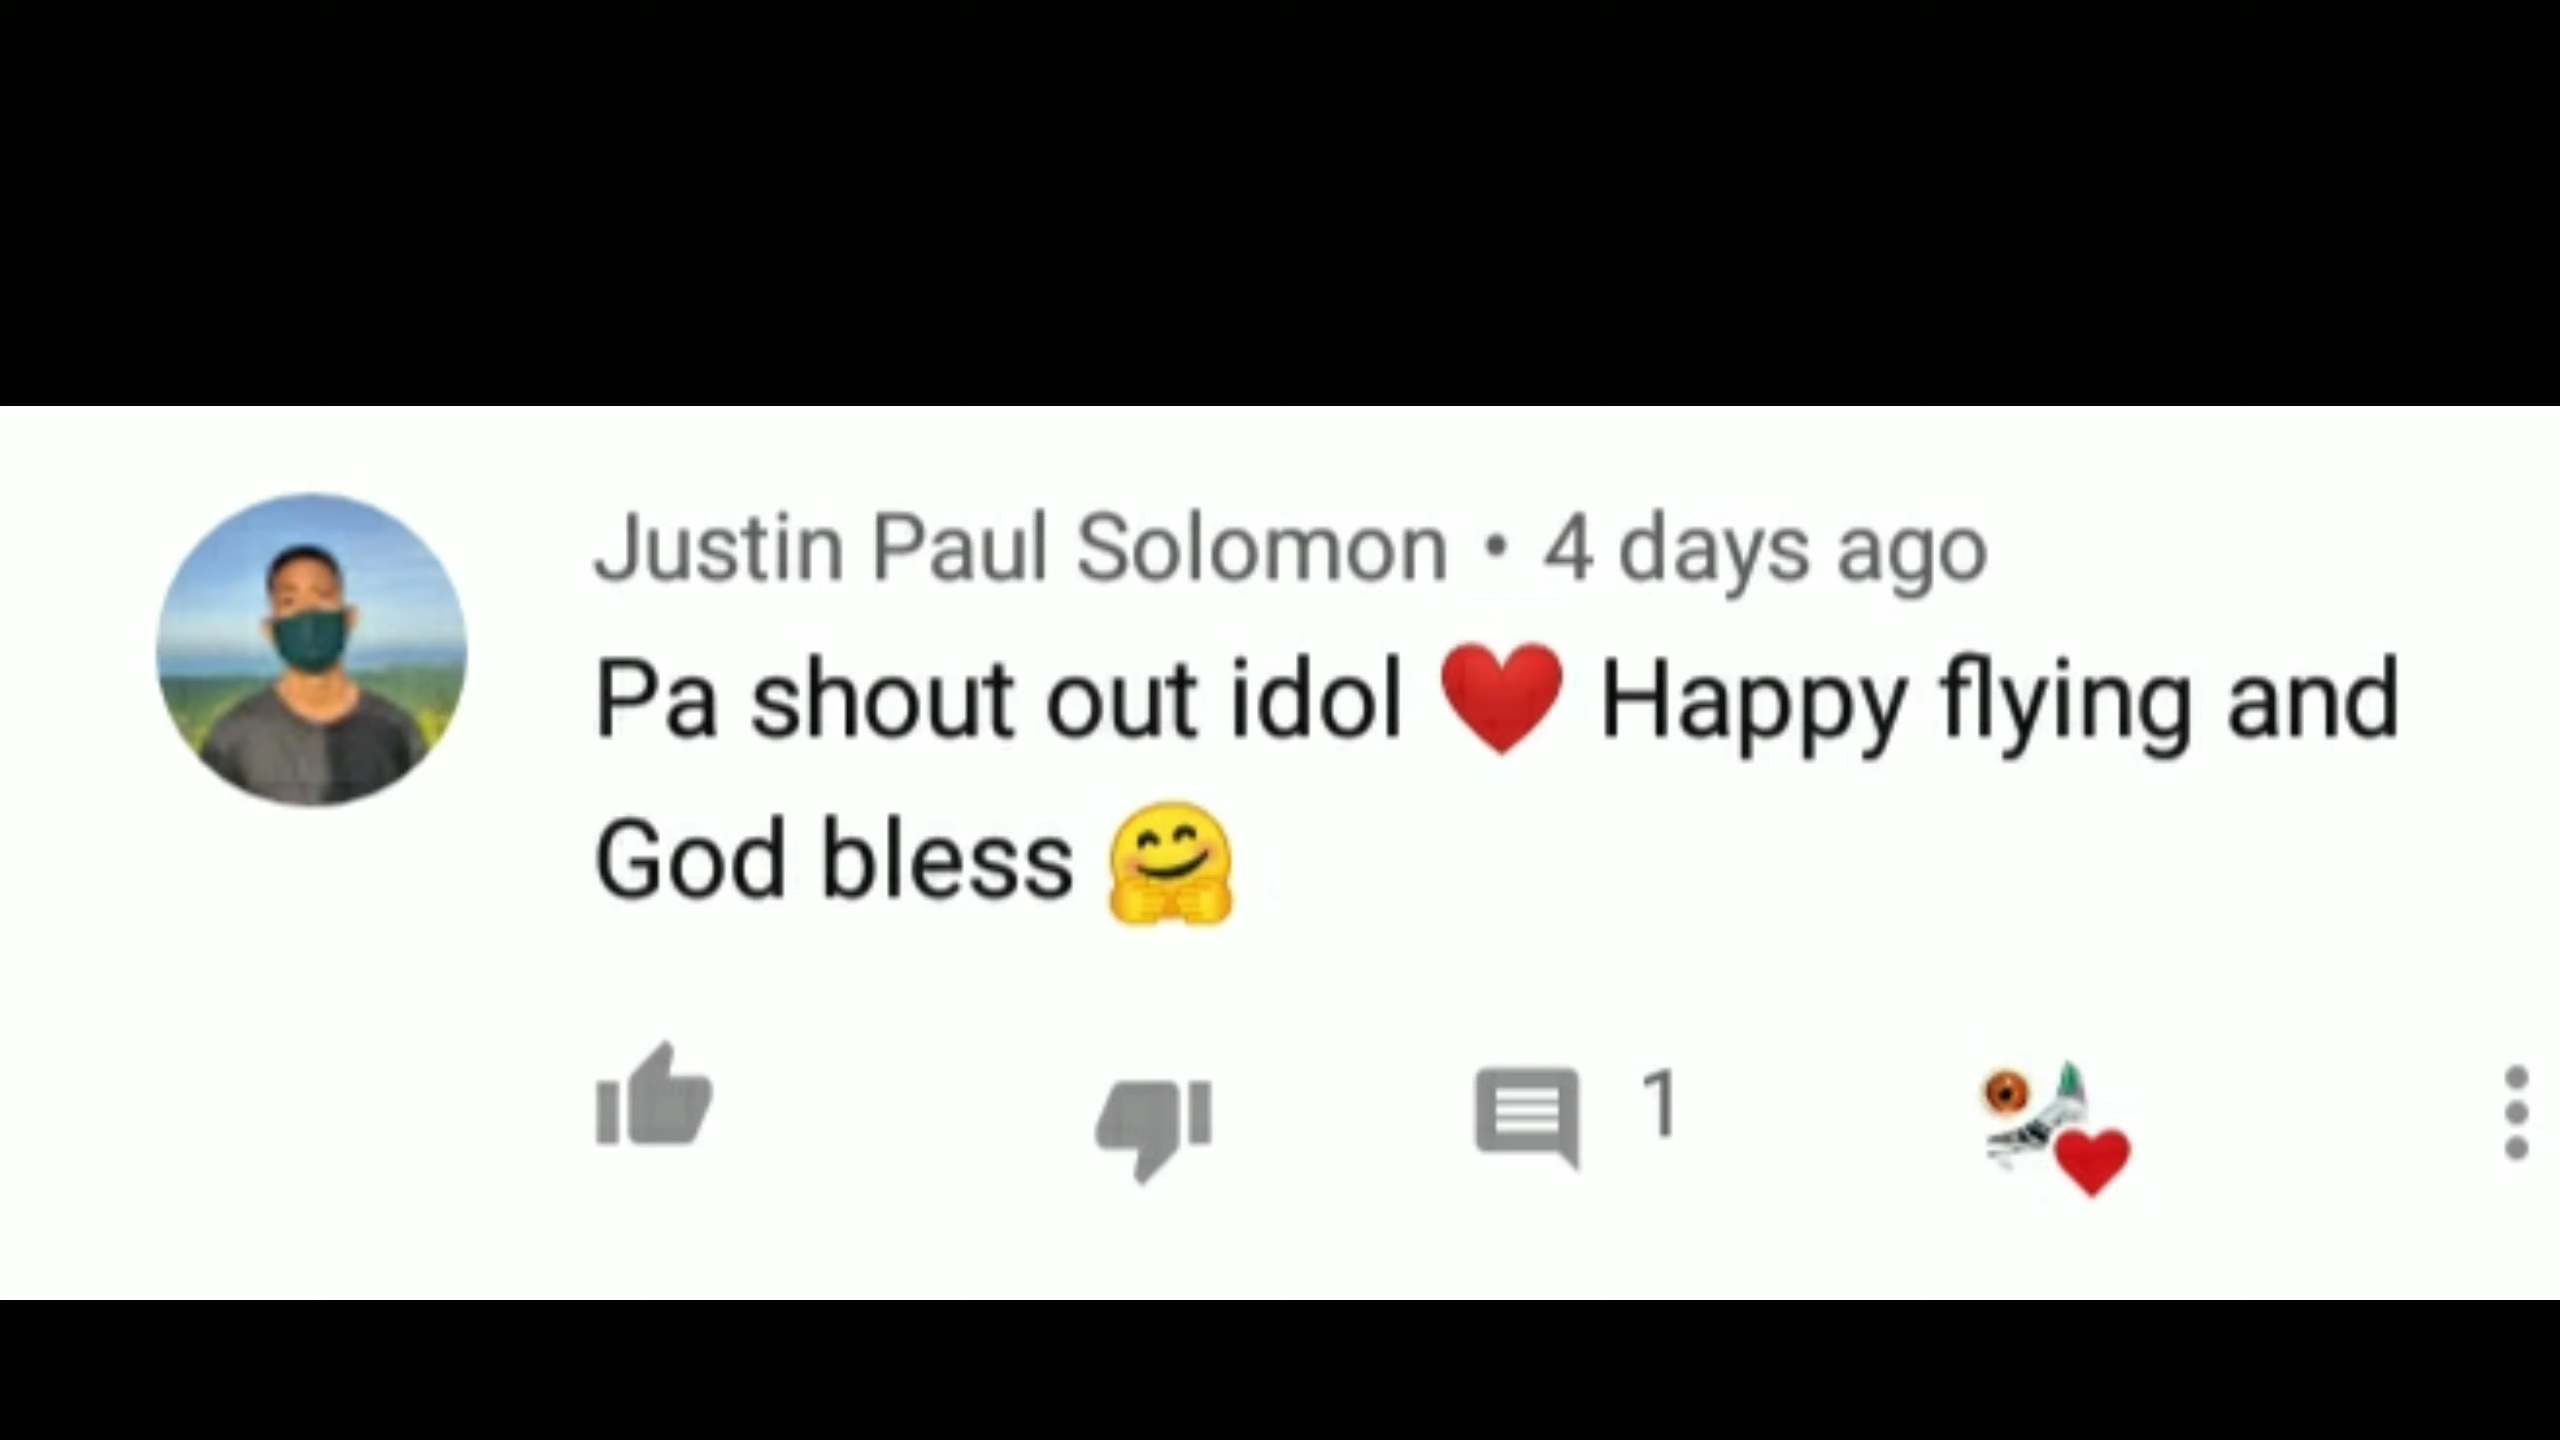 Justin Paul Solomon • 4 days ago
Pa shout out idol ❤️ Happy flying and
God bless 🤗
1